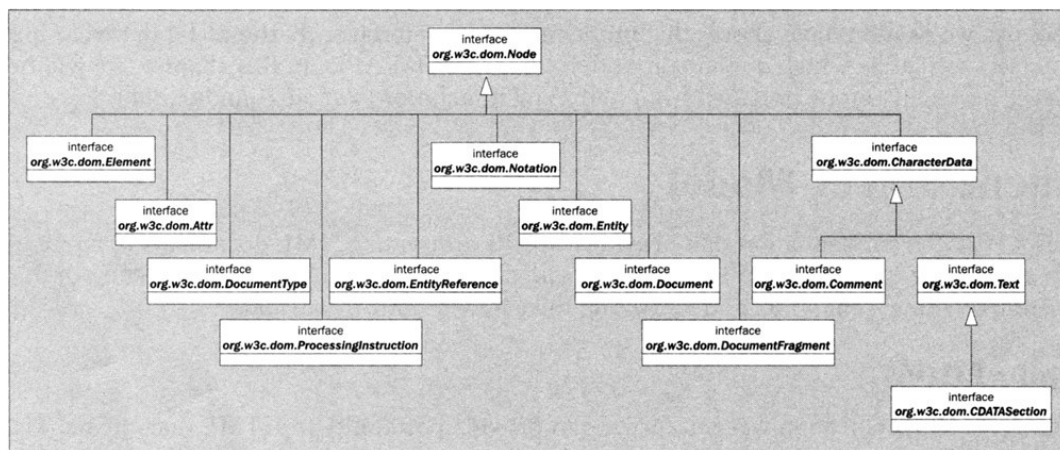 interface
org.w3c.dom.Node
interface
org.w3c.dom.Element
interface
org.w3c.dom.Notation
interface
org.w3c.dom.CharacterData
interface
org.w3c.dom.Attr
interface
org.w3c.dom.Entity
interface
org.w3c.dom.DocumentType
interface
org.w3c.dom.EntityReference
interface
org.w3c.dom.Document
interface
org.w3c.dom.Comment
interface
org.w3c.dom.Text
interface
org.w3c.dom.ProcessingInstruction
interface
org.w3c.dom.DocumentFragment
interface
org.w3c.dom.CDATASection